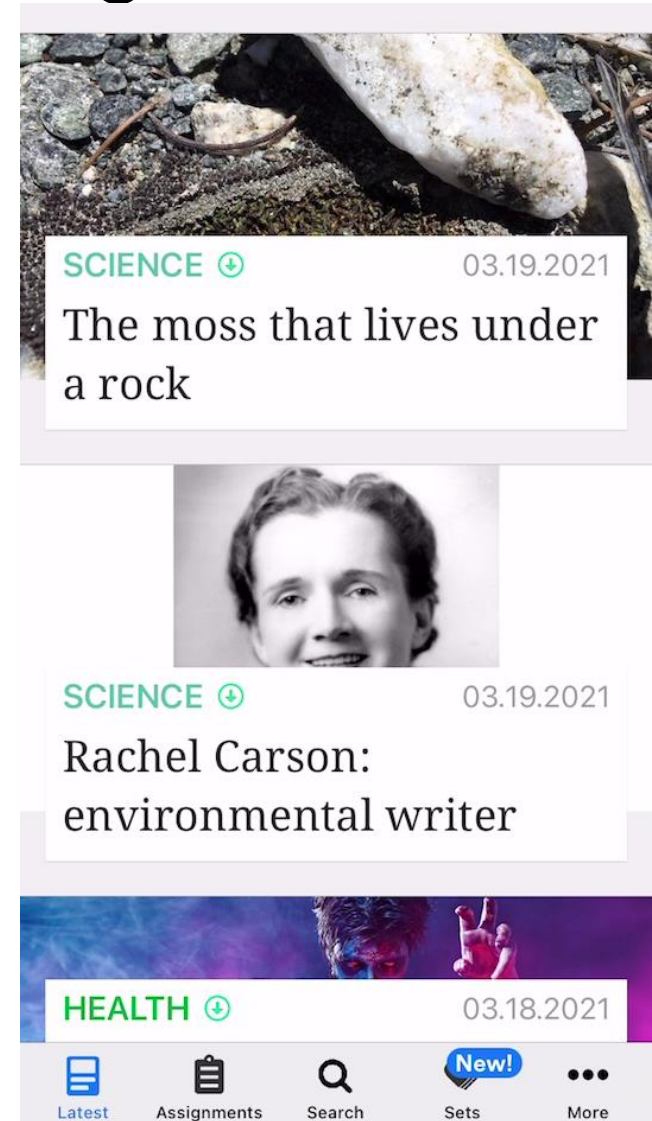 SCIENCE 03.19.2021
The moss that lives under
a rock
SCIENCE 03.19.2021
Rachel Carson:
environmental writer
HEALTH 03.18.2021
New!
Latest Assignments Search Sets More